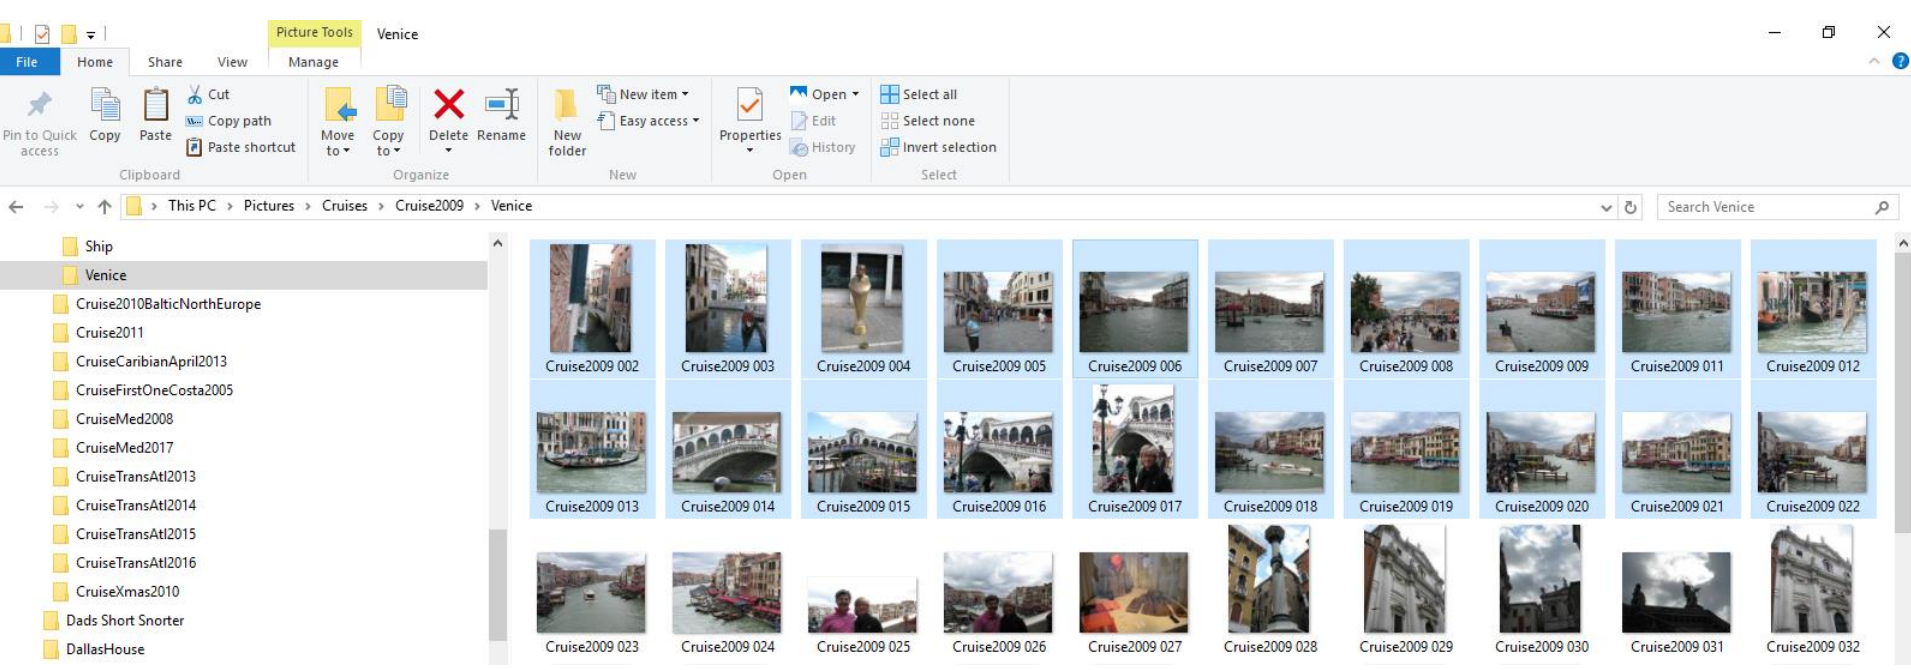 Picture Tools Venice
File Home Share View Manage
Pin to Quick access
Copy
Paste
Cut
Copy path
Paste shortcut
Clipboard
Move to
Copy to
Delete
Rename
Organize
New folder
New item
Easy access
New
Properties
Open
Edit
History
Open
Select all
Select none
Invert selection
Select
This PC > Pictures > Cruises > Cruise2009 > Venice
Search Venice
Ship
Venice
Cruise2010BalticNorthEurope
Cruise2011
CruiseCaribianApril2013
CruiseFirstOneCosta2005
CruiseMed2008
CruiseMed2017
CruiseTransAtl2013
CruiseTransAtl2014
CruiseTransAtl2015
CruiseTransAtl2016
CruiseXmas2010
Dads Short Snorter
DallasHouse
Cruise2009 002 Cruise2009 003 Cruise2009 004 Cruise2009 005 Cruise2009 006 Cruise2009 007 Cruise2009 008 Cruise2009 009 Cruise2009 011 Cruise2009 012
Cruise2009 013 Cruise2009 014 Cruise2009 015 Cruise2009 016 Cruise2009 017 Cruise2009 018 Cruise2009 019 Cruise2009 020 Cruise2009 021 Cruise2009 022
Cruise2009 023 Cruise2009 024 Cruise2009 025 Cruise2009 026 Cruise2009 027 Cruise2009 028 Cruise2009 029 Cruise2009 030 Cruise2009 031 Cruise2009 032